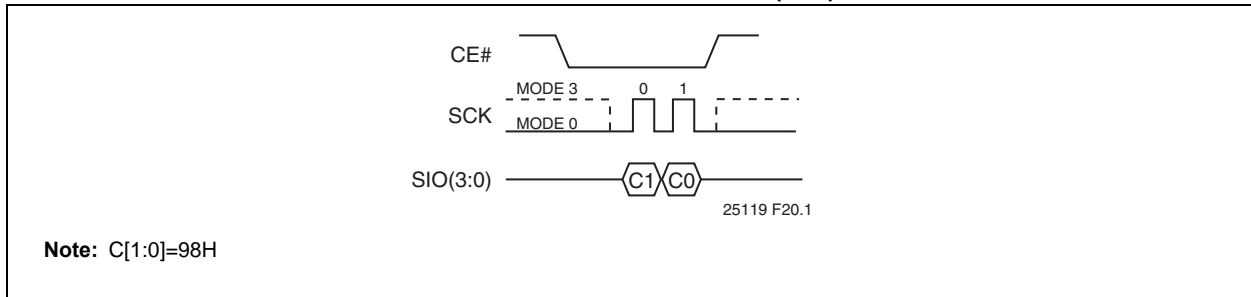 CE#
MODE 3 0 1
SCK
MODE 0
SIO(3:0) C1 C0
25119 F20.1
Note: C[1:0]=98H